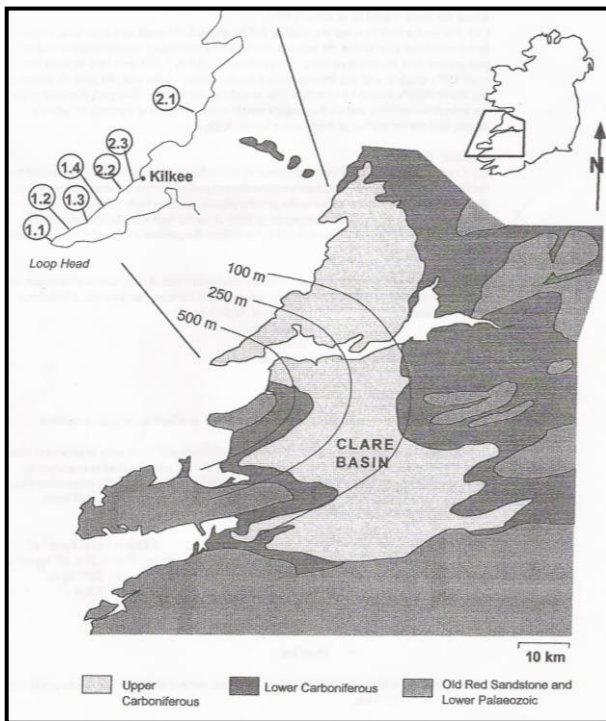 2.1
2.3
1.4
2.2
Kilkee
1.2
1.3
1.1
Loop Head
N
100 m
250 m
500 m
CLARE
BASIN
10 km
Upper
Carboniferous
Lower Carboniferous
Old Red Sandstone and
Lower Palaeozoic